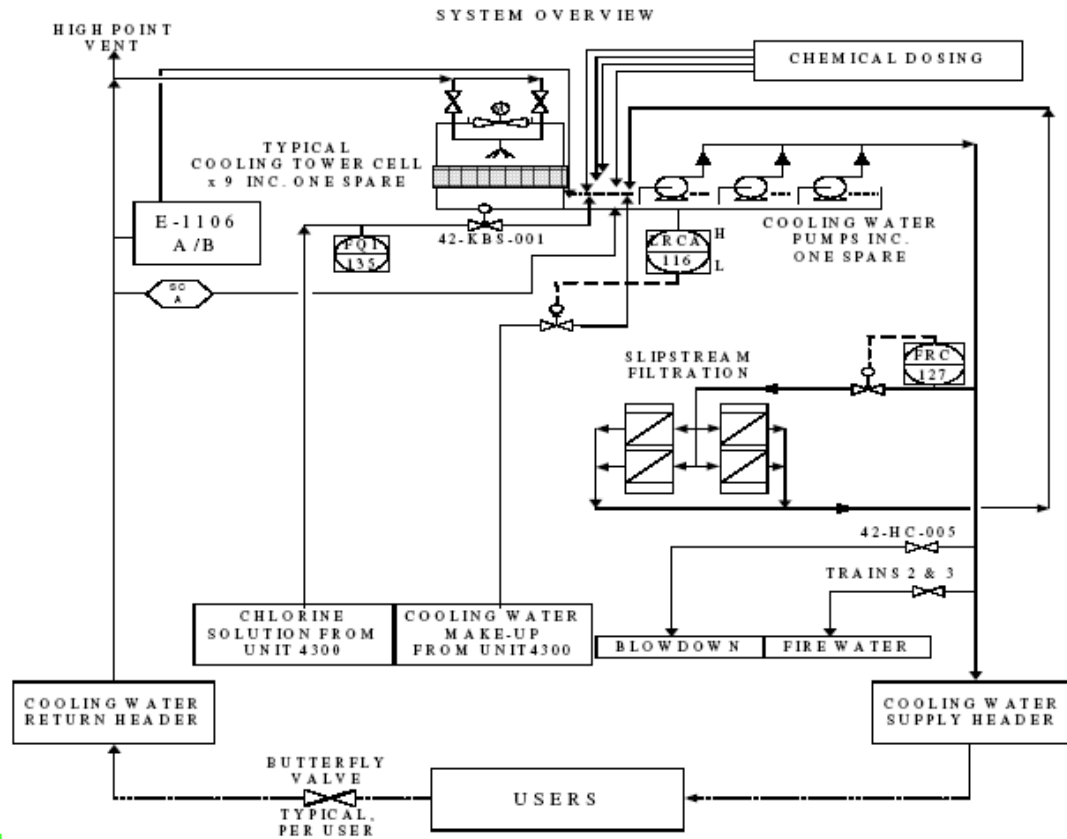 SYSTEM OVERVIEW
HIGH POINT
VENT
CHEMICAL DOSING
M
TYPICAL
COOLING TOWER CELL
x 9 INC. ONE SPARE
E-1106
A/B
42-KBS-001
FQI
135
LRCA
116
H
L
COOLING WATER
PUMPS INC.
ONE SPARE
SC
A
SLIPSTREAM
FILTRATION
FRC
127
42-HC-005
TRAINS 2 & 3
CHLORINE
SOLUTION FROM
UNIT 4300
COOLING WATER
MAKE-UP
FROM UNIT4300
BLOWDOWN
FIRE WATER
COOLING WATER
RETURN HEADER
COOLING WATER
SUPPLY HEADER
BUTTERFLY
VALVE
TYPICAL,
PER USER
USERS